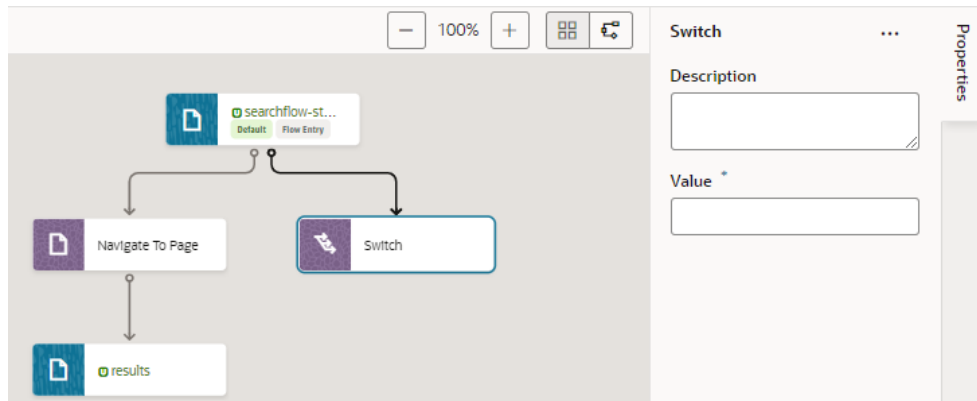 100%
Switch
Properties
Description
searchflow-st...
Default Flow Entry
Value *
Navigate To Page
Switch
results